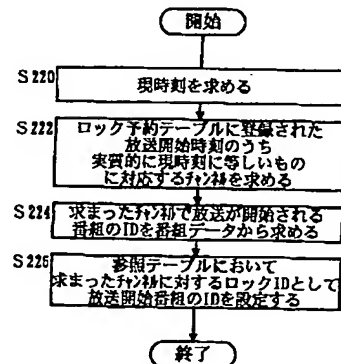 開始
S220
現時刻を求める
S222
ロック予約テーブルに登録された
放送開始時刻のうち
実質的に現時刻に等しいもの
に対応するチャンネルを求める
S224
求まったチャンネルで放送が開始される
番組のIDを番組データから求める
S226
参照テーブルにおいて
求まったチャンネルに対するロックIDとして
放送開始番組のIDを設定する
終了